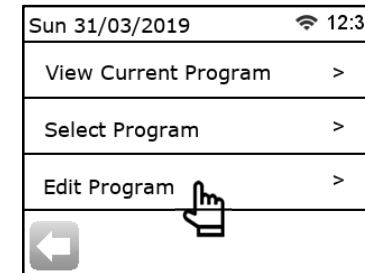 Sun 31/03/2019 12:3
View Current Program >
Select Program >
Edit Program >